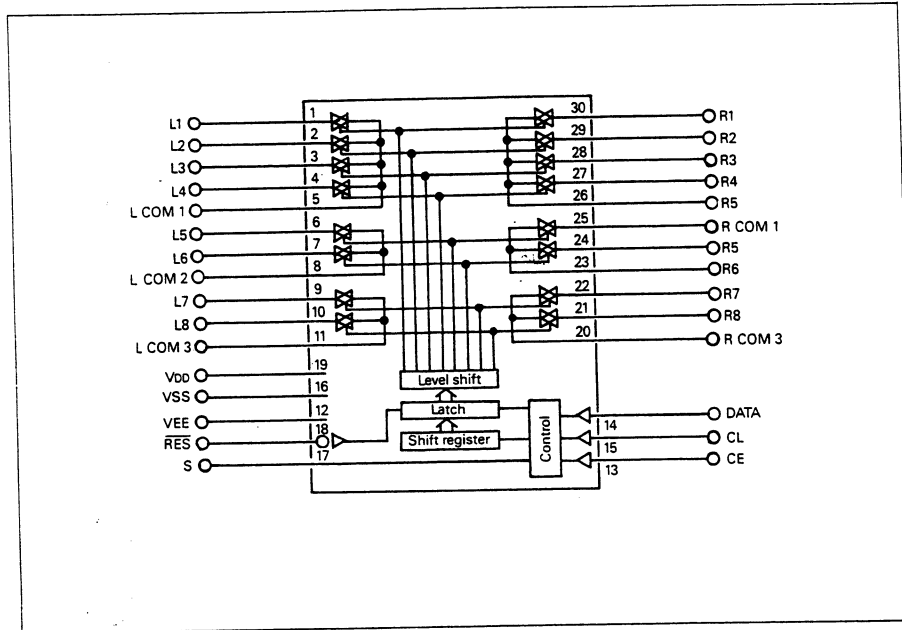 L1 1 30 R1
L2 2 29 R2
L3 3 28 R3
L4 4 27 R4
L COM 1 5 26 R5
L5 6 25 R COM 1
L6 7 24 R5
L COM 2 8 23 R6
L7 9 22 R7
L8 10 21 R8
L COM 3 11 20 R COM 3
VDD 19 Level shift
VSS 16
VEE 12 Latch 14 DATA
RES 18 Shift register Control 15 CL
S 17 13 CE